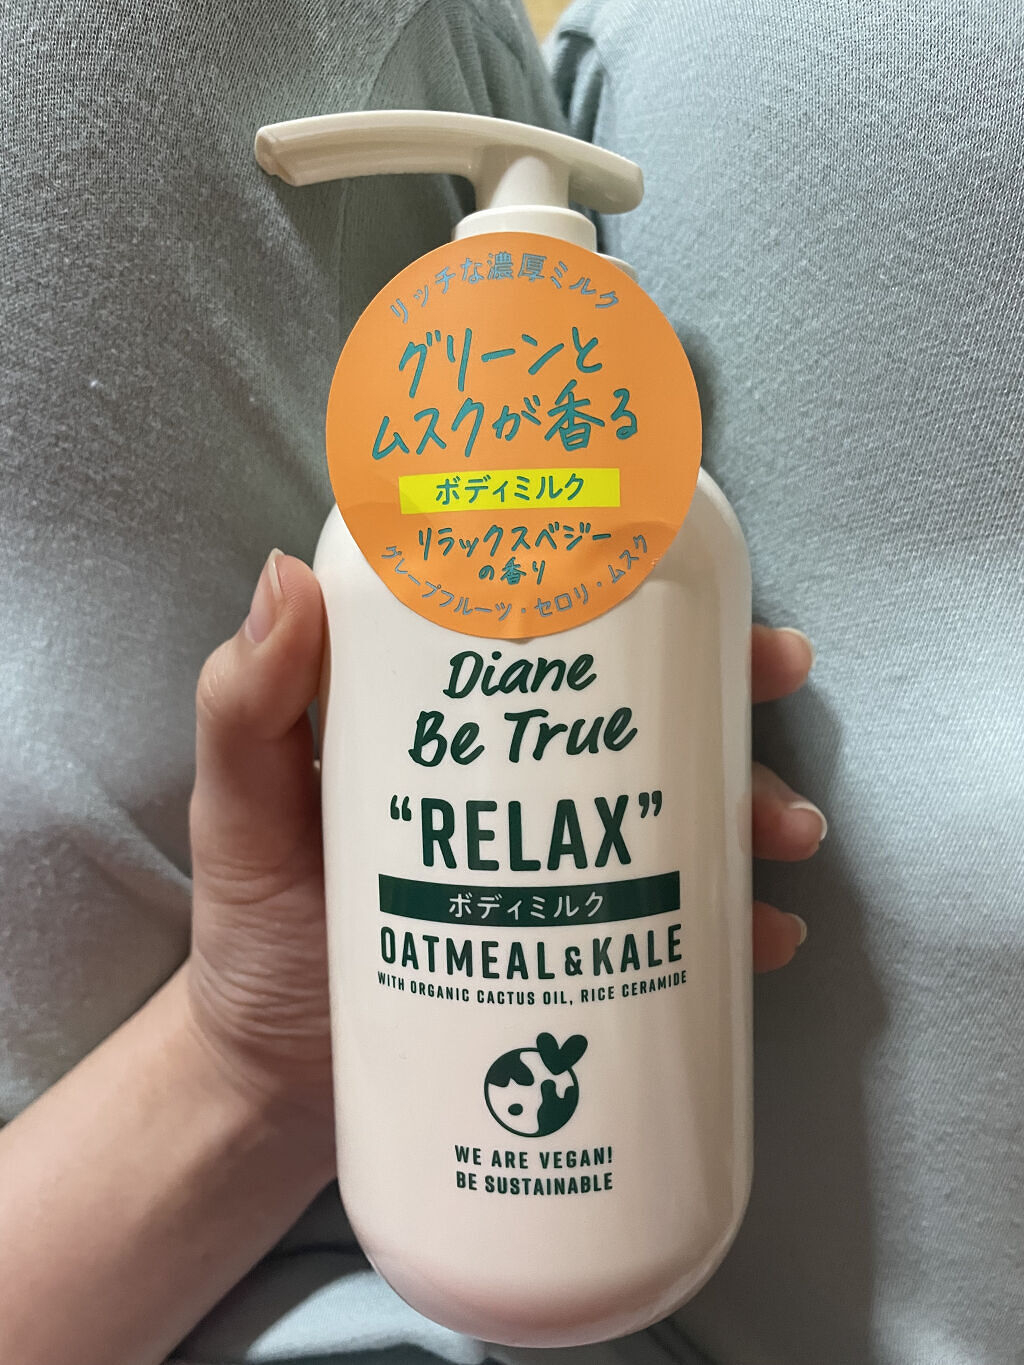 リッチな濃厚ミルク
グリーンと
ムスクが香る
ボディミルク
リラックスベジー
の香り
グレープフルーツ・セロリ・ムスク
Diane
Be True
“RELAX”
ボディミルク
OATMEAL & KALE
WITH ORGANIC CACTUS OIL, RICE CERAMIDE
WE ARE VEGAN!
BE SUSTAINABLE